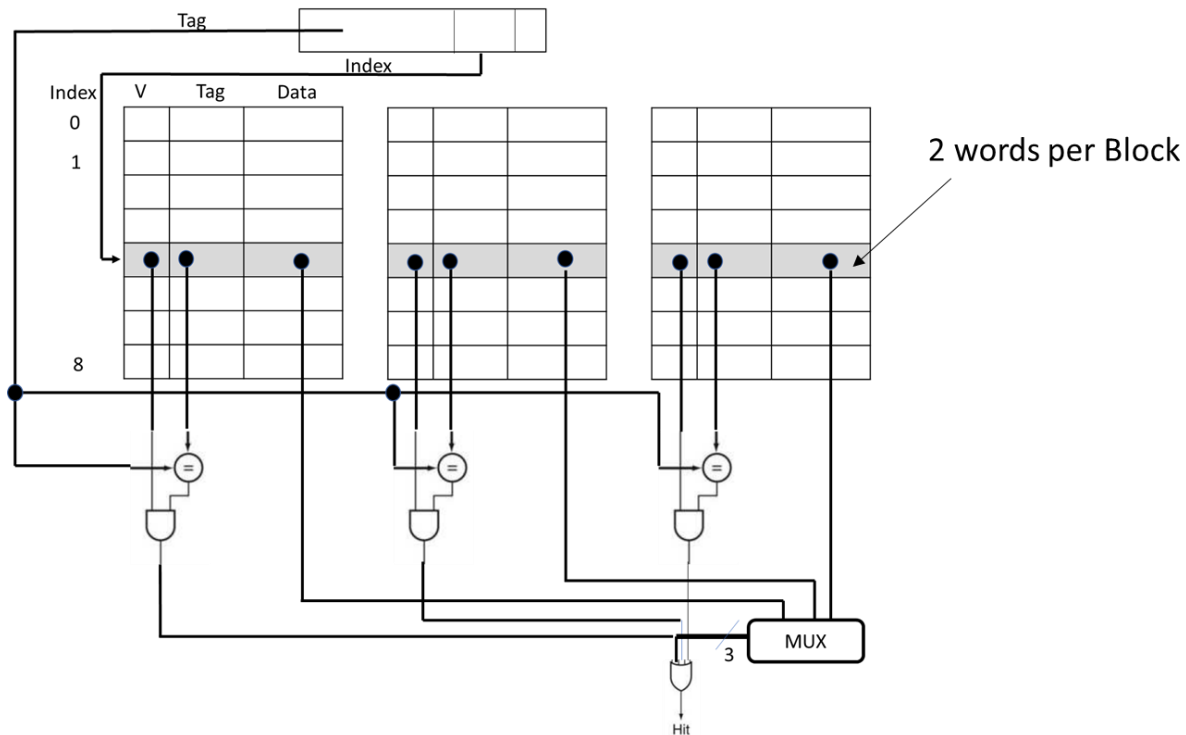 Tag
Index
Index V Tag Data
0
1
2 words per Block
8
=
=
=
MUX
3
Hit